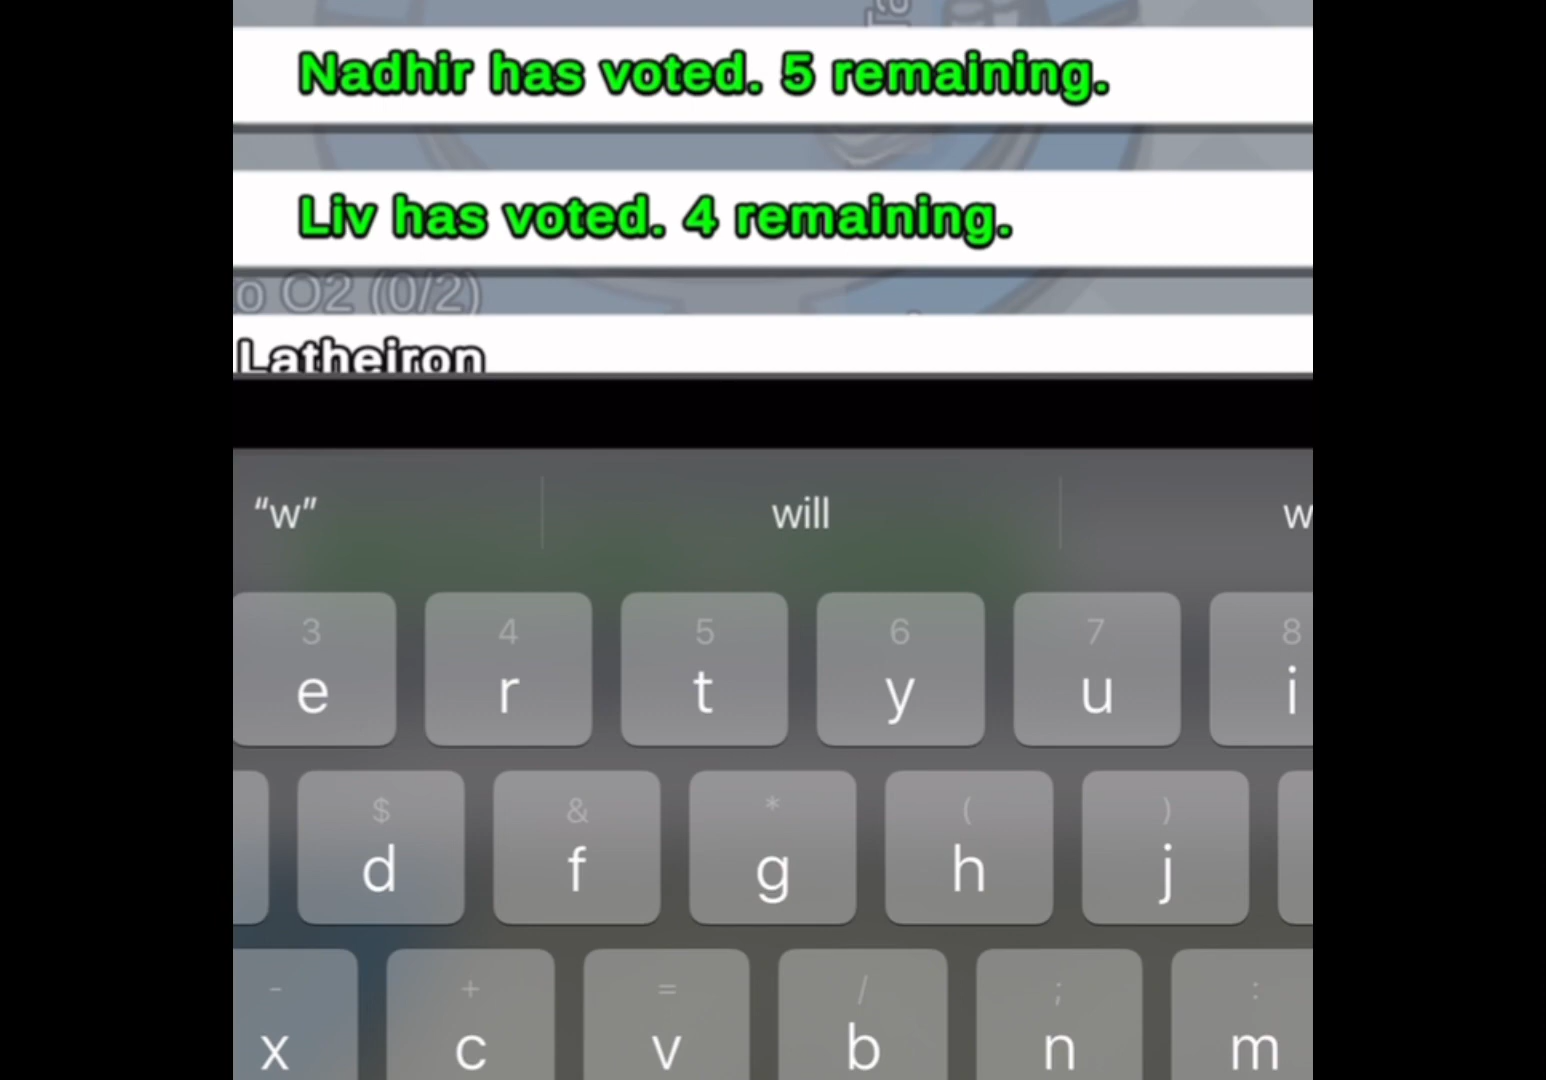 Nadhir has voted. 5 remaining.
Liv has voted. 4 remaining.
o O2 (0/2)
Latheiron
“w” will w
3 4 5 6 7 8
e r t y u i
$ & * ( )
d f g h j
- + = / ; :
x c v b n m